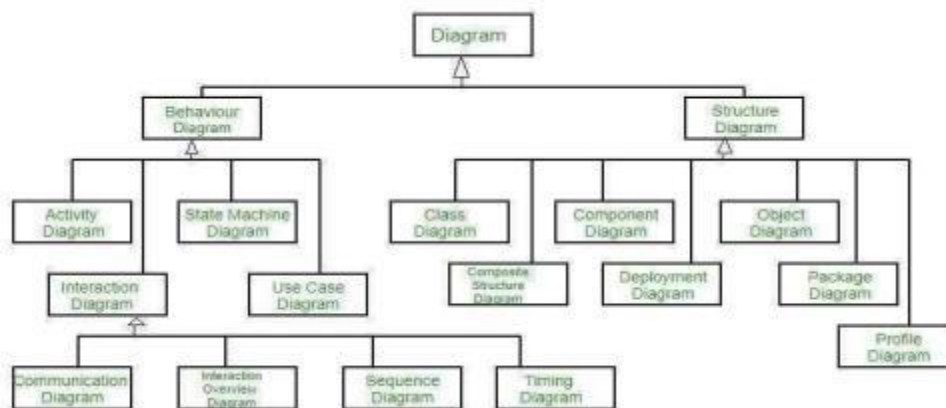 Diagram
Behaviour
Diagram
Structure
Diagram
Activity
Diagram
State Machine
Diagram
Class
Diagram
Component
Diagram
Object
Diagram
Interaction
Diagram
Use Case
Diagram
Composite
Structure
Diagram
Deployment
Diagram
Package
Diagram
Profile
Diagram
Communication
Diagram
Interaction
Overview
Diagram
Sequence
Diagram
Timing
Diagram